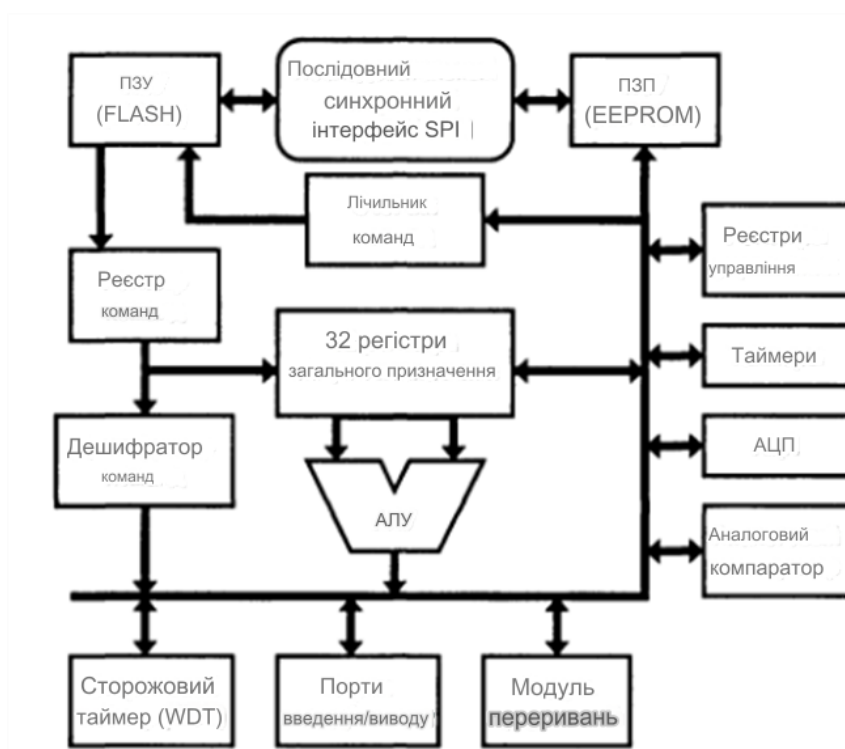 ПЗУ
(FLASH)
Послідовний
синхронний
інтерфейс SPI
ПЗП
(EEPROM)
Лічильник
команд
Реєстри
управління
Реєстр
команд
32 регістри
загального призначення
Таймери
Дешифратор
команд
АЦП
АЛУ
Аналоговий
компаратор
Сторожовий
таймер (WDT)
Порти
введення/виводу
Модуль
переривань